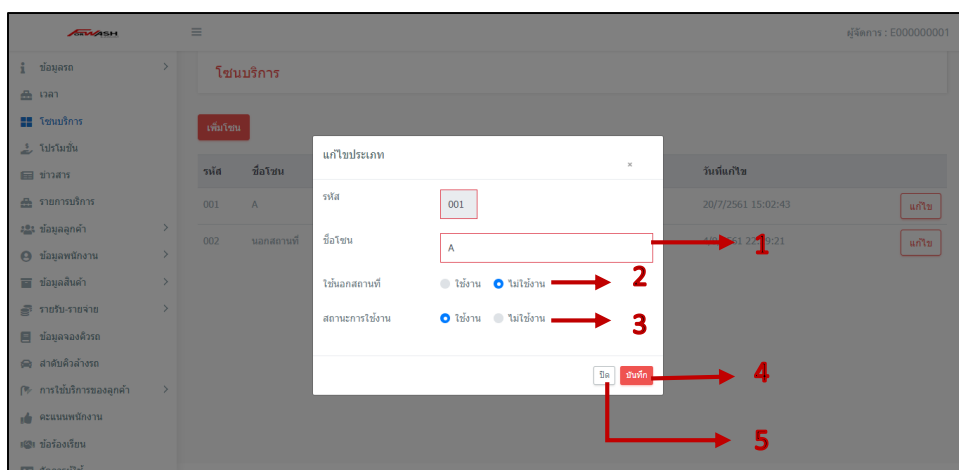 ForWASH
ผู้จัดการ : E000000001
ข้อมูลรถ
เวลา
โซนบริการ
โปรโมชั่น
ข่าวสาร
รายการบริการ
ข้อมูลลูกค้า
ข้อมูลพนักงาน
ข้อมูลสินค้า
รายรับ-รายจ่าย
ข้อมูลจองคิวรถ
ลำดับคิวล้างรถ
การใช้บริการของลูกค้า
คะแนนพนักงาน
ข้อร้องเรียน
โซนบริการ
เพิ่มโซน
รหัส ชื่อโซน วันที่แก้ไข
001 A 20/7/2561 15:02:43 แก้ไข
002 นอกสถานที่ แก้ไข
แก้ไขประเภท ×
รหัส 001
ชื่อโซน A 1
ใช้นอกสถานที่ ใช้งาน ไม่ใช้งาน 2
สถานะการใช้งาน ใช้งาน ไม่ใช้งาน 3
ปิด บันทึก 4
5